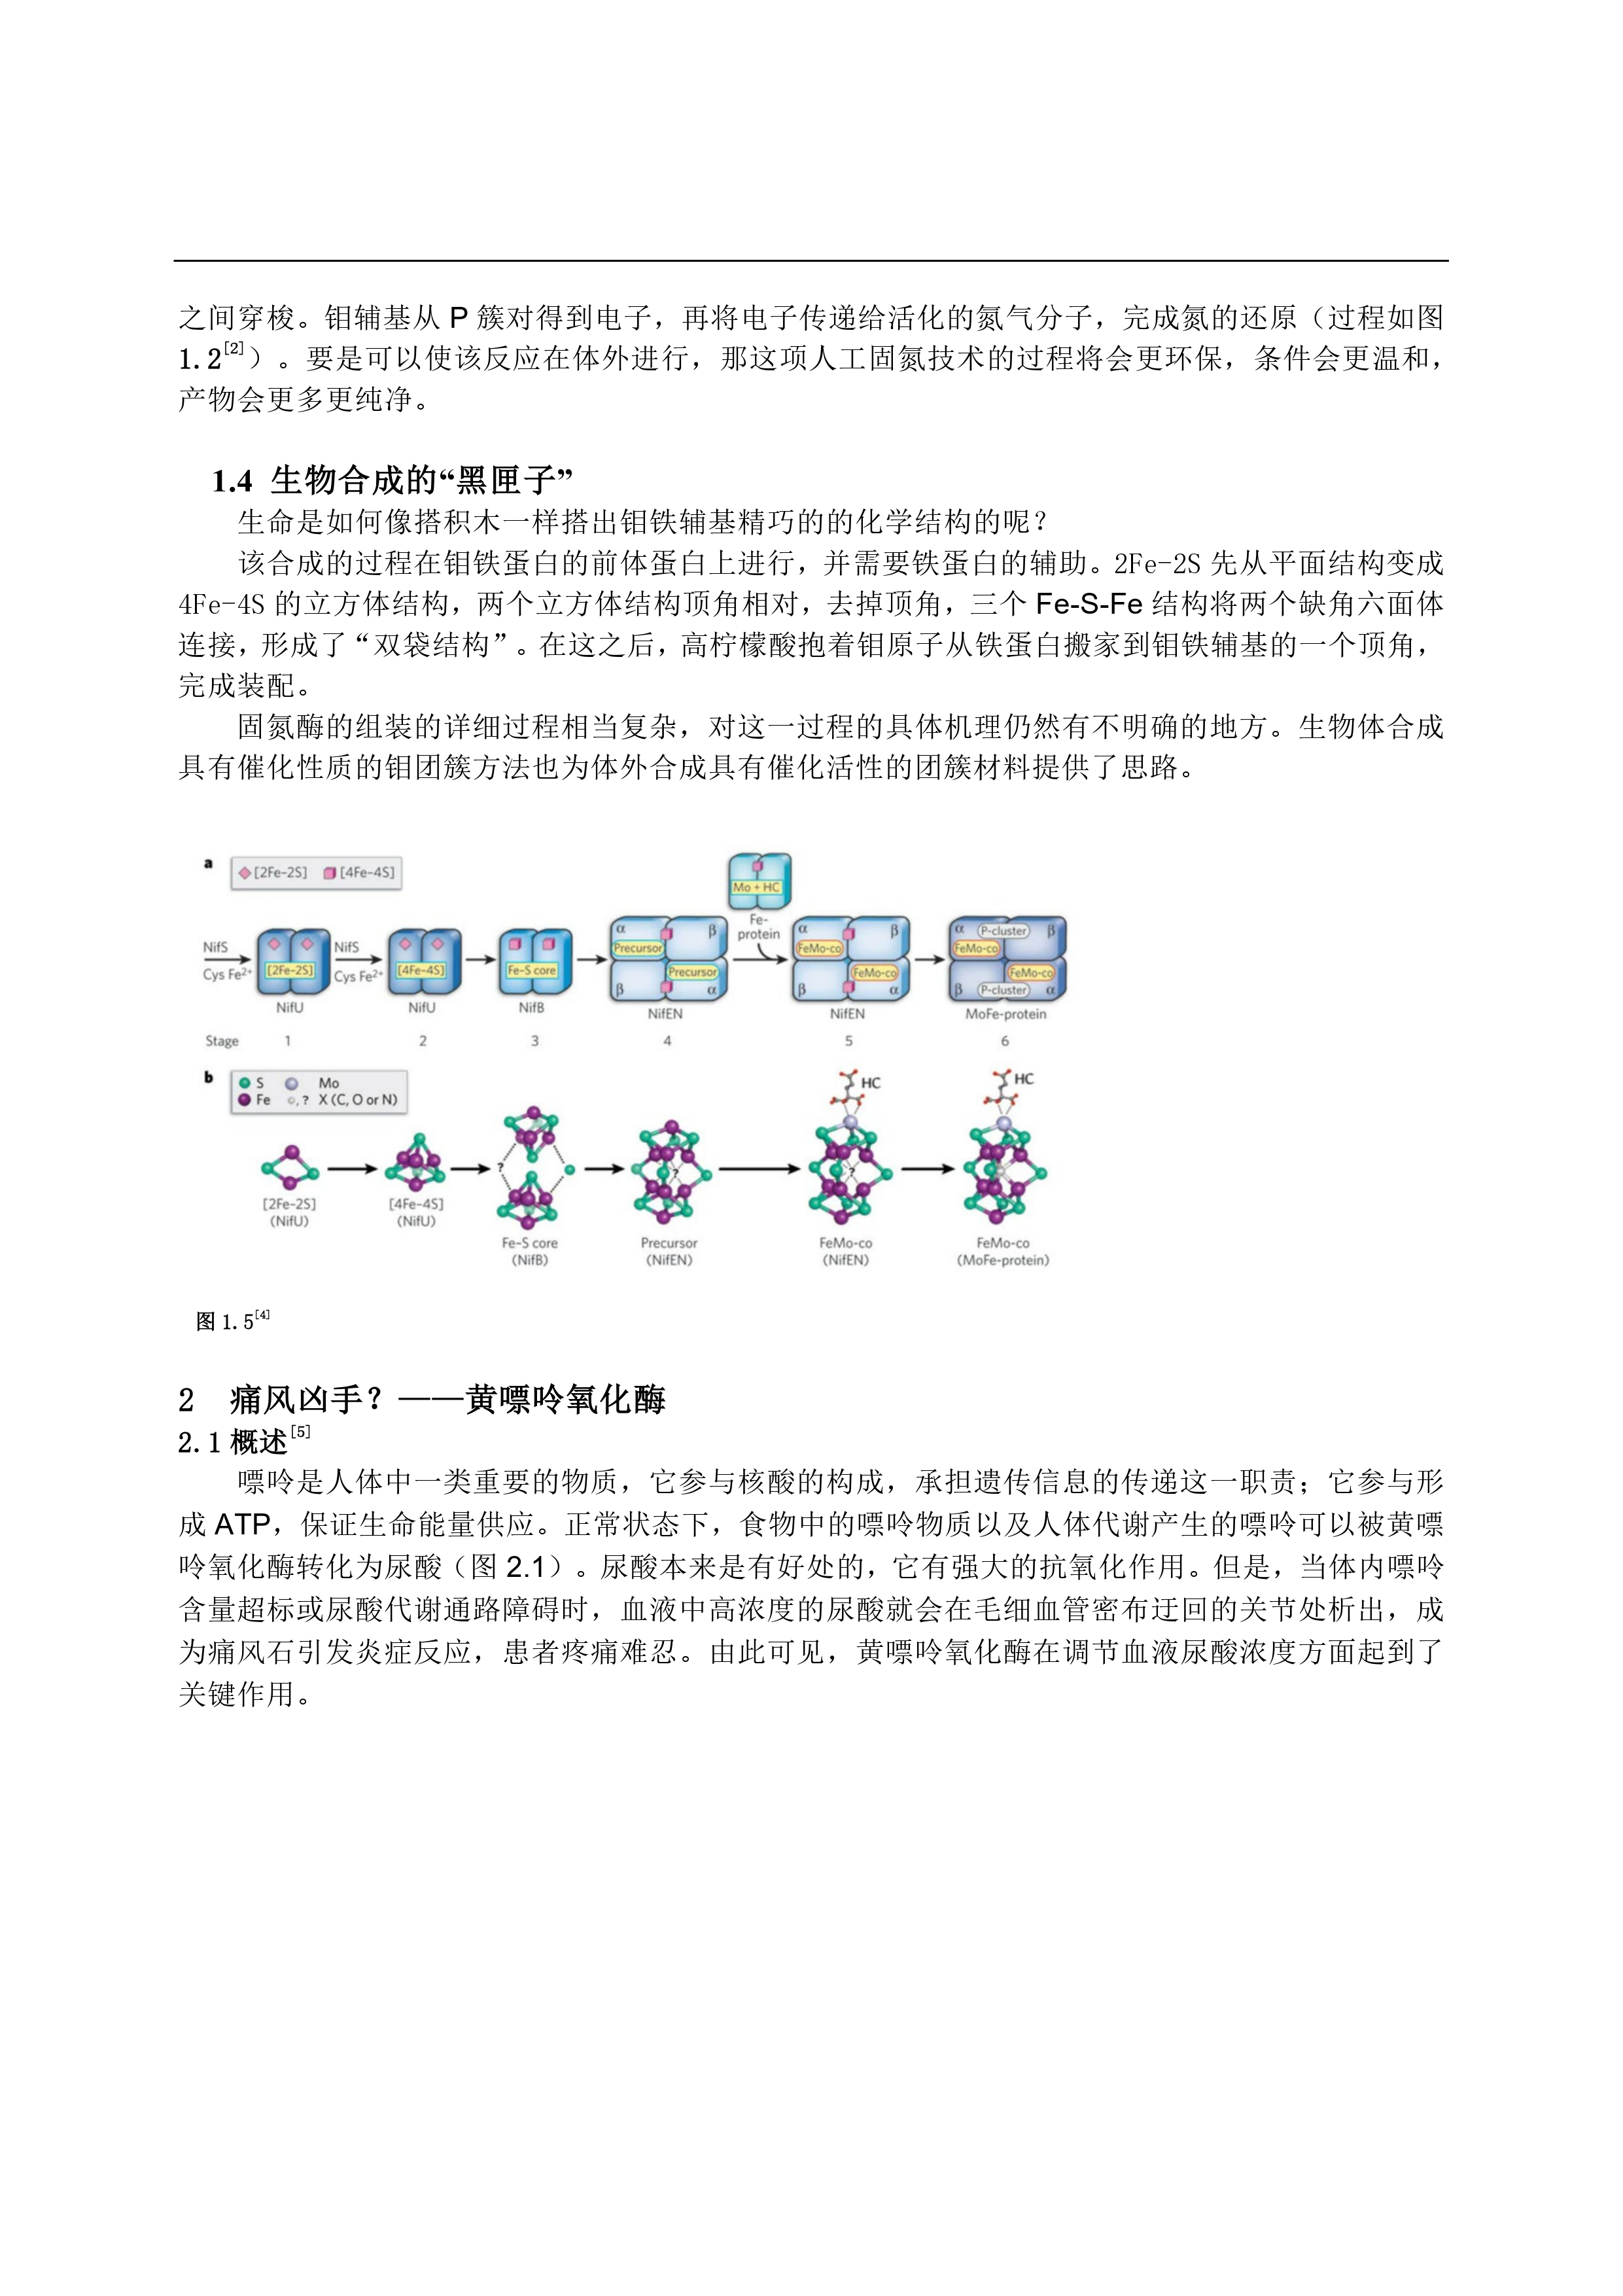 之间穿梭。钼辅基从 P 簇对得到电子，再将电子传递给活化的氮气分子，完成氮的还原（过程如图
1.2[2]）。要是可以使该反应在体外进行，那这项人工固氮技术的过程将会更环保，条件会更温和，
产物会更多更纯净。
1.4 生物合成的“黑匣子”
生命是如何像搭积木一样搭出钼铁辅基精巧的的化学结构的呢？
该合成的过程在钼铁蛋白的前体蛋白上进行，并需要铁蛋白的辅助。2Fe-2S 先从平面结构变成
4Fe-4S 的立方体结构，两个立方体结构顶角相对，去掉顶角，三个 Fe-S-Fe 结构将两个缺角六面体
连接，形成了“双袋结构”。在这之后，高柠檬酸抱着钼原子从铁蛋白搬家到钼铁辅基的一个顶角，
完成装配。
固氮酶的组装的详细过程相当复杂，对这一过程的具体机理仍然有不明确的地方。生物体合成
具有催化性质的钼团簇方法也为体外合成具有催化活性的团簇材料提供了思路。
a
[2Fe-2S] [4Fe-4S]
Mo + HC
Fe-
protein
NifS
Cys Fe2+
[2Fe-2S]
NifU
NifS
Cys Fe2+
[4Fe-4S]
NifU
Fe-S core
NifB
α β
Precursor
Precursor
β α
NifEN
α β
FeMo-co
FeMo-co
β α
NifEN
α P-cluster β
FeMo-co
FeMo-co
β P-cluster α
MoFe-protein
Stage 1 2 3 4 5 6
b
S Mo
Fe , ? X (C, O or N)
HC
HC
?
?
?
[2Fe-2S]
(NifU)
[4Fe-4S]
(NifU)
Fe-S core
(NifB)
Precursor
(NifEN)
FeMo-co
(NifEN)
FeMo-co
(MoFe-protein)
图 1.5[4]
2 痛风凶手？——黄嘌呤氧化酶
2.1 概述[5]
嘌呤是人体中一类重要的物质，它参与核酸的构成，承担遗传信息的传递这一职责；它参与形
成 ATP，保证生命能量供应。正常状态下，食物中的嘌呤物质以及人体代谢产生的嘌呤可以被黄嘌
呤氧化酶转化为尿酸（图 2.1）。尿酸本来是有好处的，它有强大的抗氧化作用。但是，当体内嘌呤
含量超标或尿酸代谢通路障碍时，血液中高浓度的尿酸就会在毛细血管密布迂回的关节处析出，成
为痛风石引发炎症反应，患者疼痛难忍。由此可见，黄嘌呤氧化酶在调节血液尿酸浓度方面起到了
关键作用。